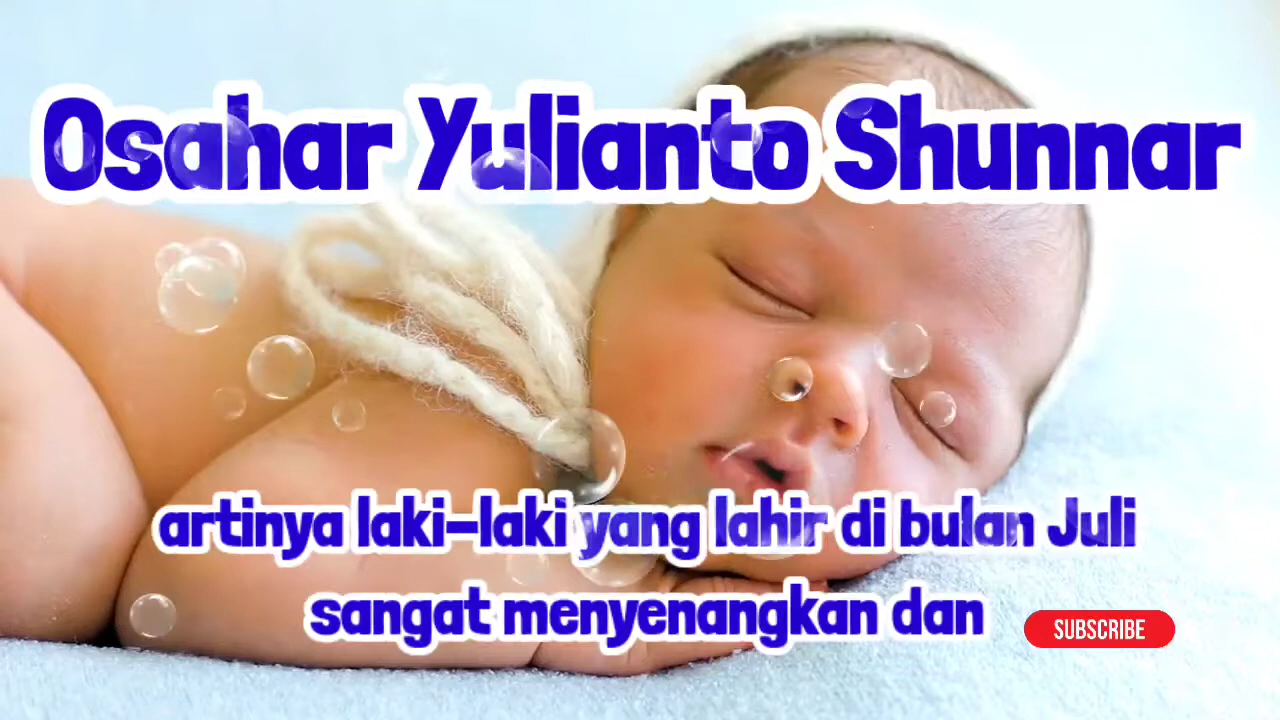 Osahar Yulianto Shunnar
artinya laki-laki yang lahir di bulan Juli
sangat menyenangkan dan
SUBSCRIBE